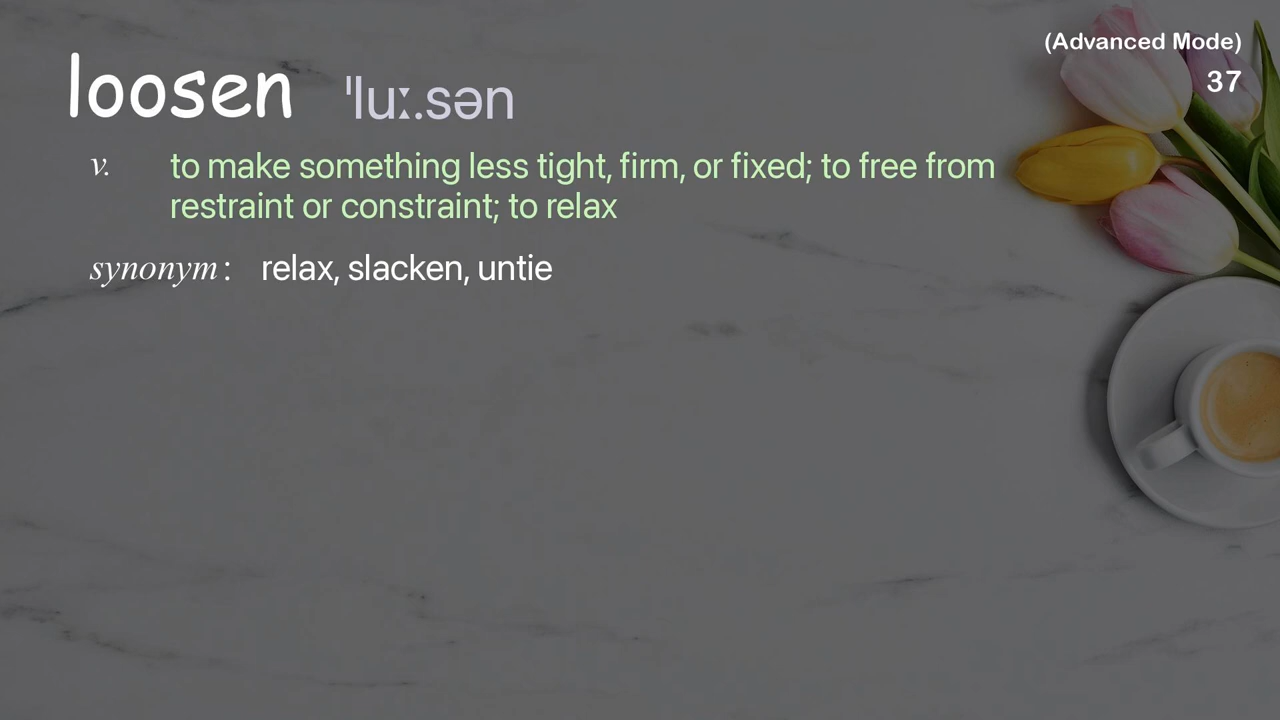 (Advanced Mode)
37
loosen ˈluː.sən
v. to make something less tight, firm, or fixed; to free from
restraint or constraint; to relax
synonym: relax, slacken, untie